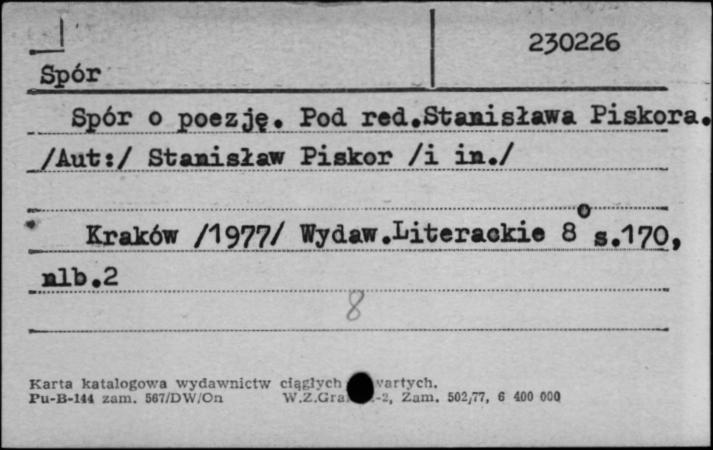 230226
Spór
Spór o poezję. Pod red.Stanisława Piskora.
/Aut:/ Stanisław Piskor /i in./
Kraków /1977/ Wydaw.Literackie 8° s.170,
nlb.2
8
Karta katalogowa wydawnictw ciągłych
Pu-B-144 zam. 567/DW/On W.Z.Gra -2, Zam. 502/77, 6 400 000